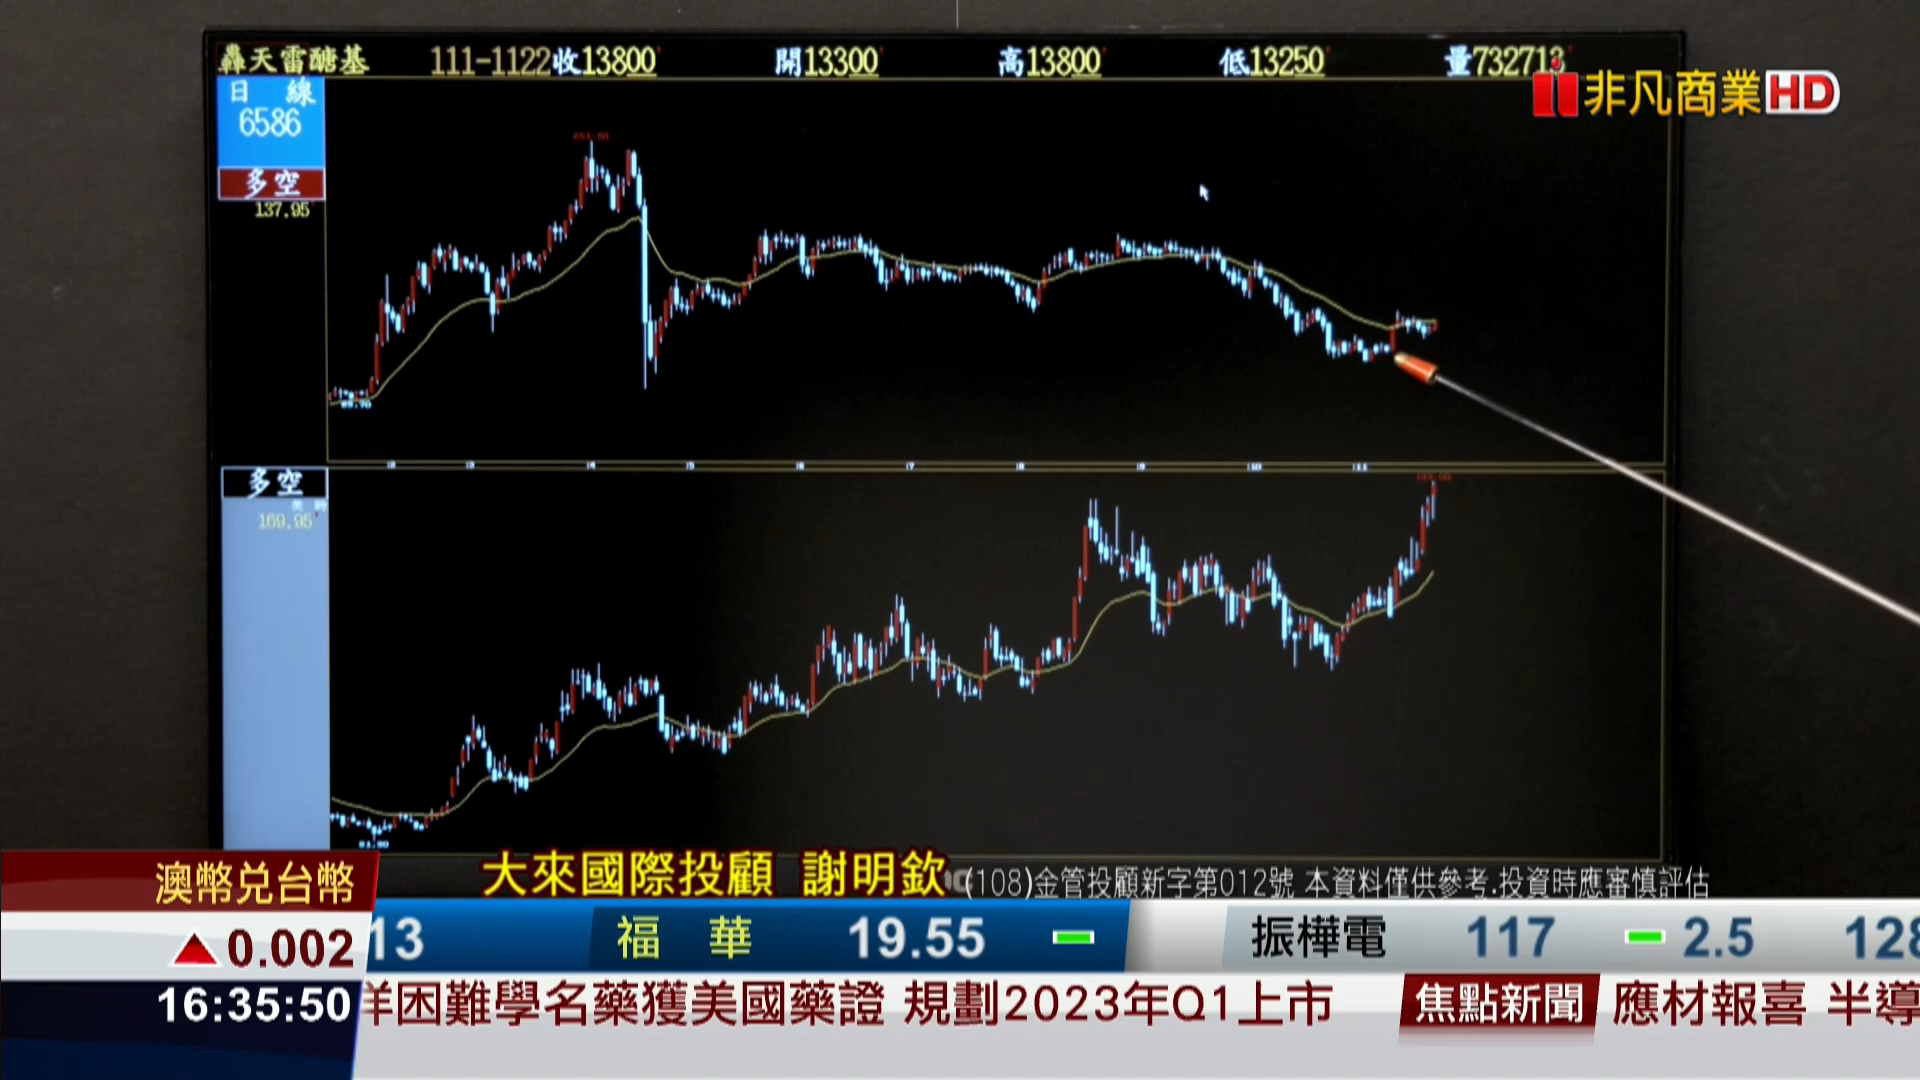 轟天雷醣基 111-1122收13800 開13300 高13800 低13250 量732713
非凡商業HD
日線
6586
多空
137.95
多空
169.95
大來國際投顧 謝明欽 (108)金管投顧新字第012號 本資料僅供參考.投資時應審慎評估
澳幣兌台幣
▲0.002
13 福華 19.55 振樺電 117 2.5 128
16:35:50
困難學名藥獲美國藥證 規劃2023年Q1上市 焦點新聞 應材報喜 半導